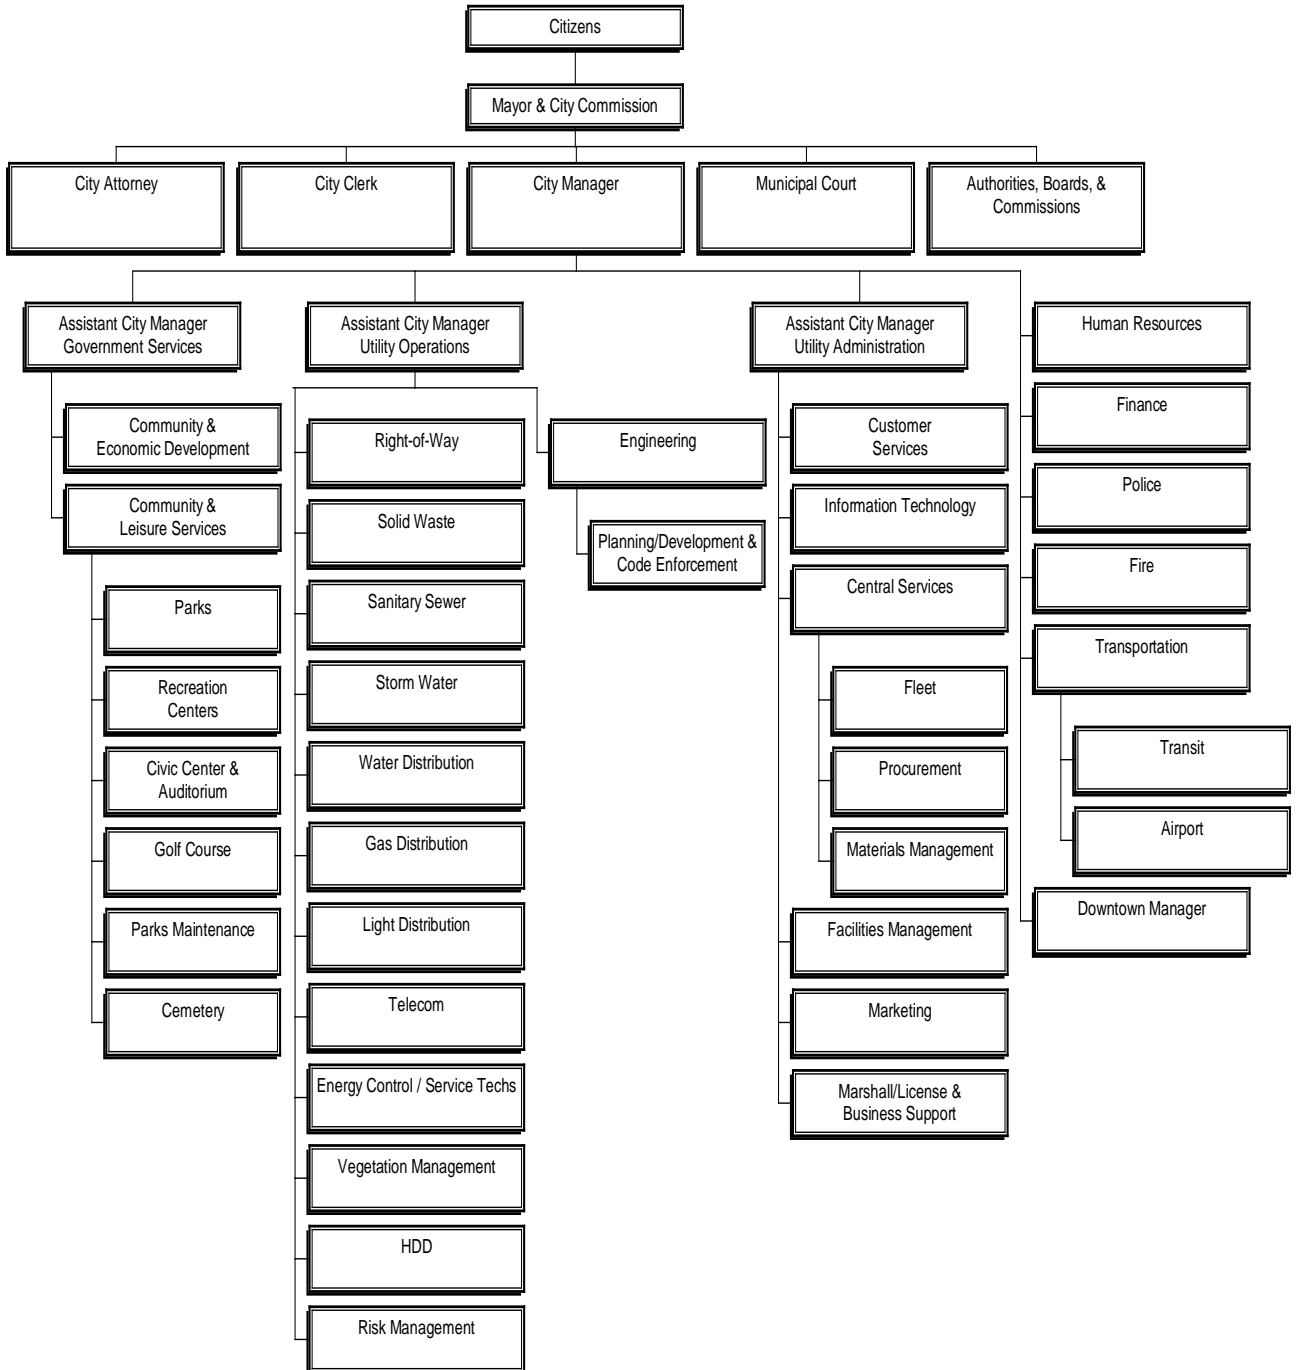 Citizens
Mayor & City Commission
City Attorney
City Clerk
City Manager
Municipal Court
Authorities, Boards, &
Commissions
Assistant City Manager
Government Services
Community &
Economic Development
Community &
Leisure Services
Parks
Recreation
Centers
Civic Center &
Auditorium
Golf Course
Parks Maintenance
Cemetery
Assistant City Manager
Utility Operations
Right-of-Way
Solid Waste
Sanitary Sewer
Storm Water
Water Distribution
Gas Distribution
Light Distribution
Telecom
Energy Control / Service Techs
Vegetation Management
HDD
Risk Management
Engineering
Planning/Development &
Code Enforcement
Assistant City Manager
Utility Administration
Customer
Services
Information Technology
Central Services
Fleet
Procurement
Materials Management
Facilities Management
Marketing
Marshall/License &
Business Support
Human Resources
Finance
Police
Fire
Transportation
Transit
Airport
Downtown Manager